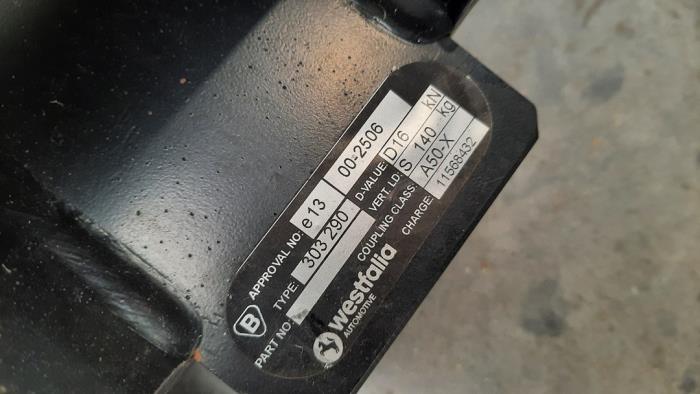 B
APPROVAL NO: e 13 00-2506
TYPE: 303 290 D-VALUE: D16 kN
PART NO.: VERT. LD: S 140 kg
COUPLING CLASS: A50-X
westfalia CHARGE: 11568432
AUTOMOTIVE